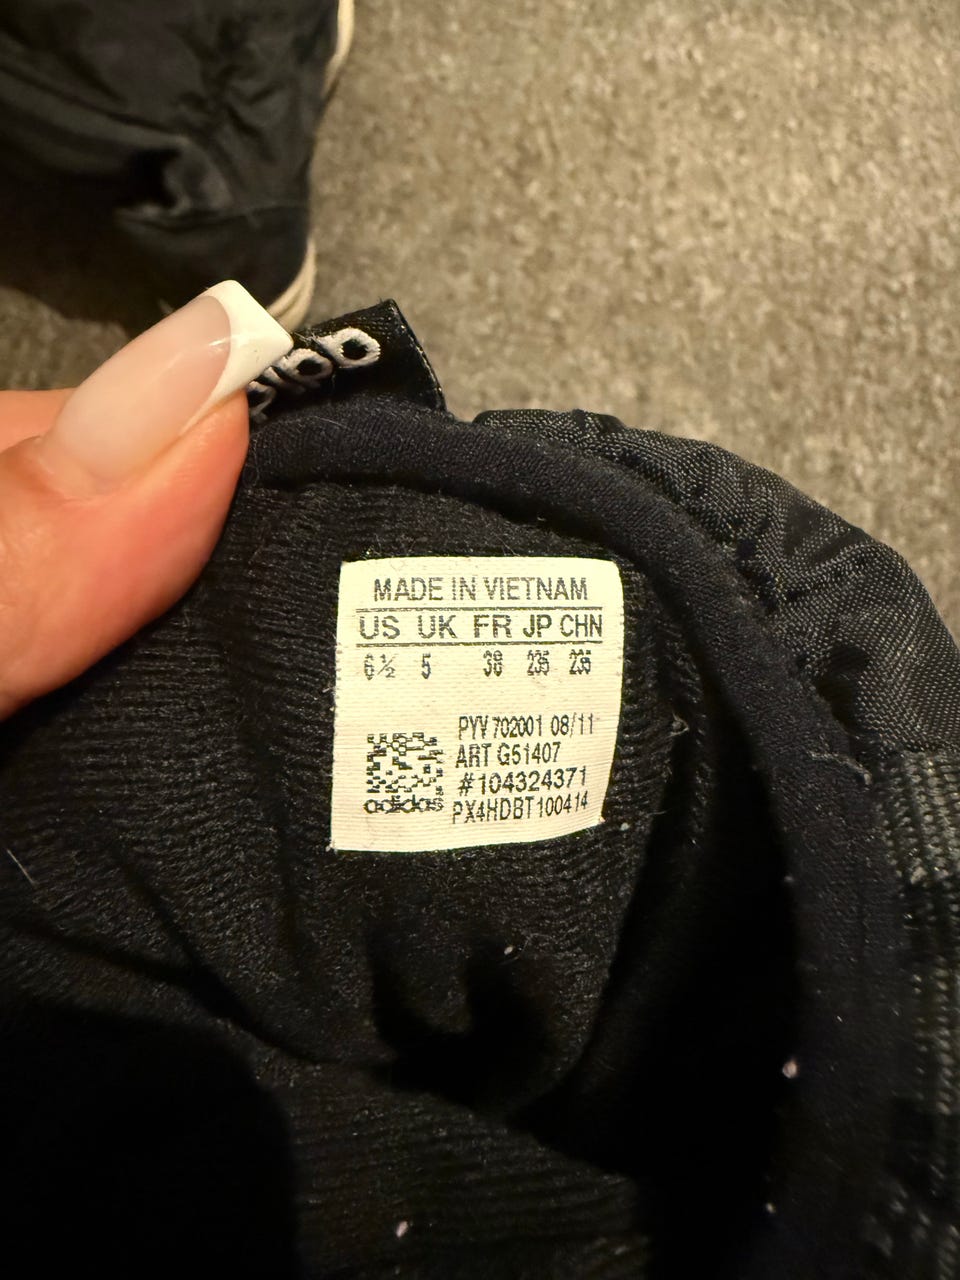 MADE IN VIETNAM
US UK FR JP CHN
6½ 5 38 235 235
PYV 702001 08/11
ART G51407
#104324371
PX4HDBT100414
adidas